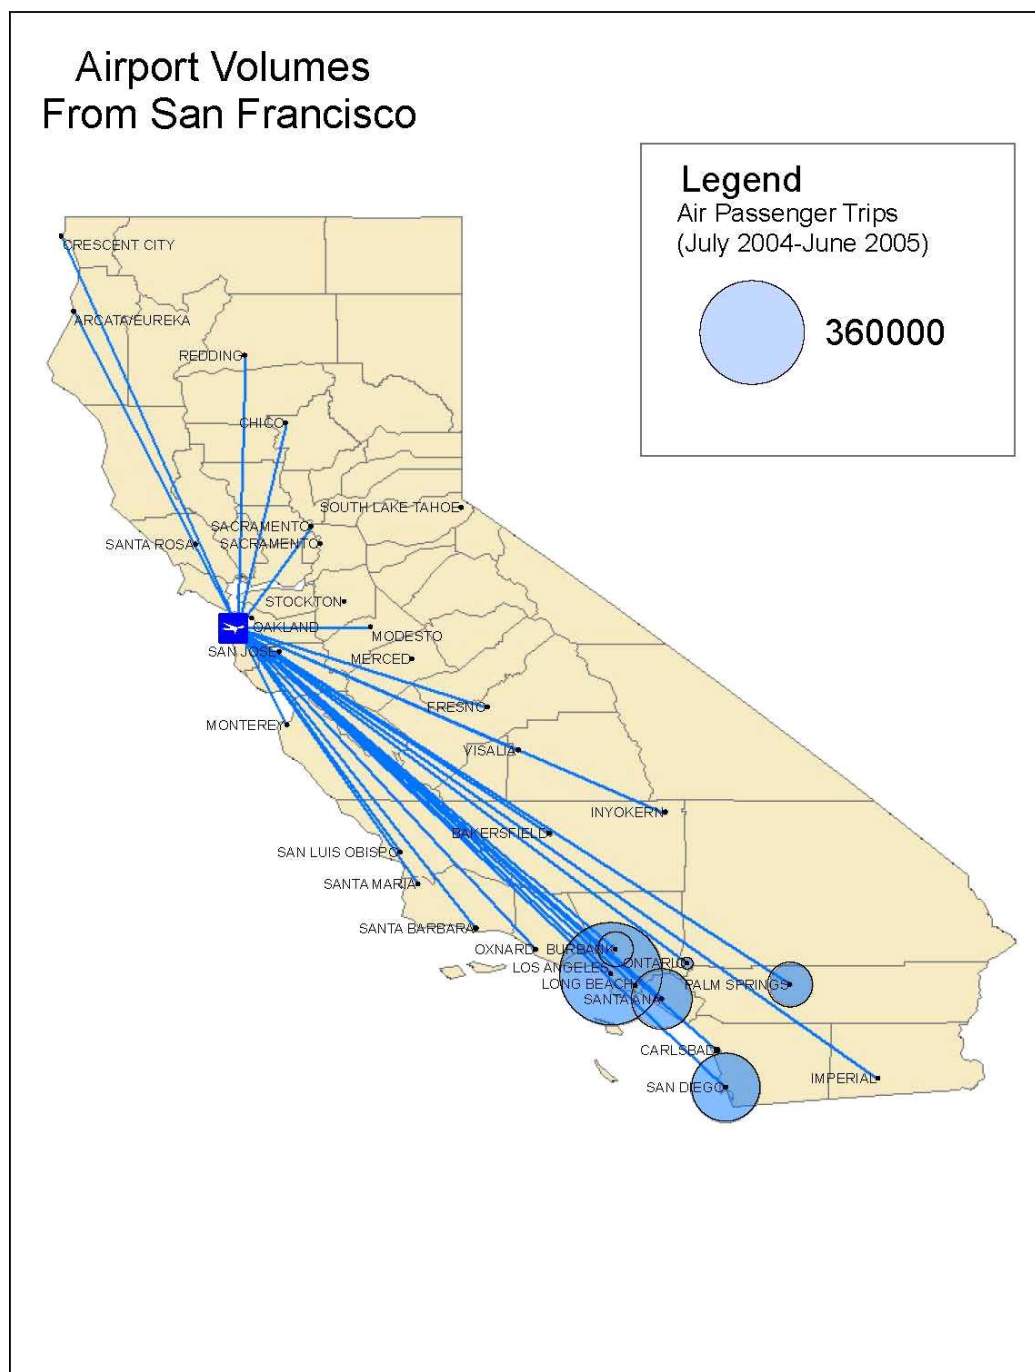 Airport Volumes
From San Francisco
Legend
Air Passenger Trips
(July 2004-June 2005)
360000
CRESCENT CITY
ARCATA/EUREKA
REDDING
CHICO
SOUTH LAKE TAHOE
SACRAMENTO
SANTA ROSA
SACRAMENTO
STOCKTON
OAKLAND
MODESTO
SAN JOSE
MERCED
FRESNO
MONTEREY
VISALIA
INYOKERN
BAKERSFIELD
SAN LUIS OBISPO
SANTA MARIA
SANTA BARBARA
OXNARD
BURBANK
ONTARIO
LOS ANGELES
LONG BEACH
PALM SPRINGS
SANTA ANA
CARLSBAD
IMPERIAL
SAN DIEGO